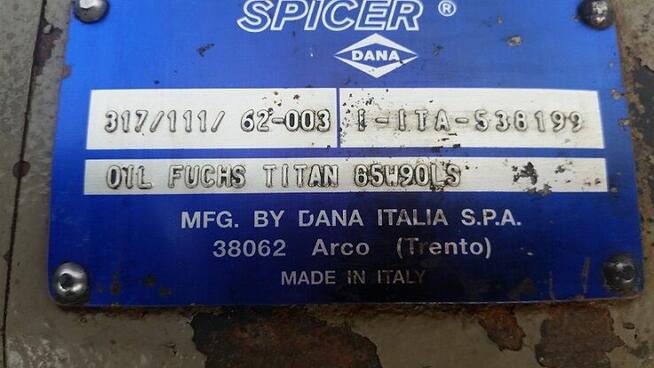 SPICER ®
DANA
317/111/ 62-003 I-ITA-538199
OIL FUCHS TITAN 85W90LS
MFG. BY DANA ITALIA S.P.A.
38062 Arco (Trento)
MADE IN ITALY